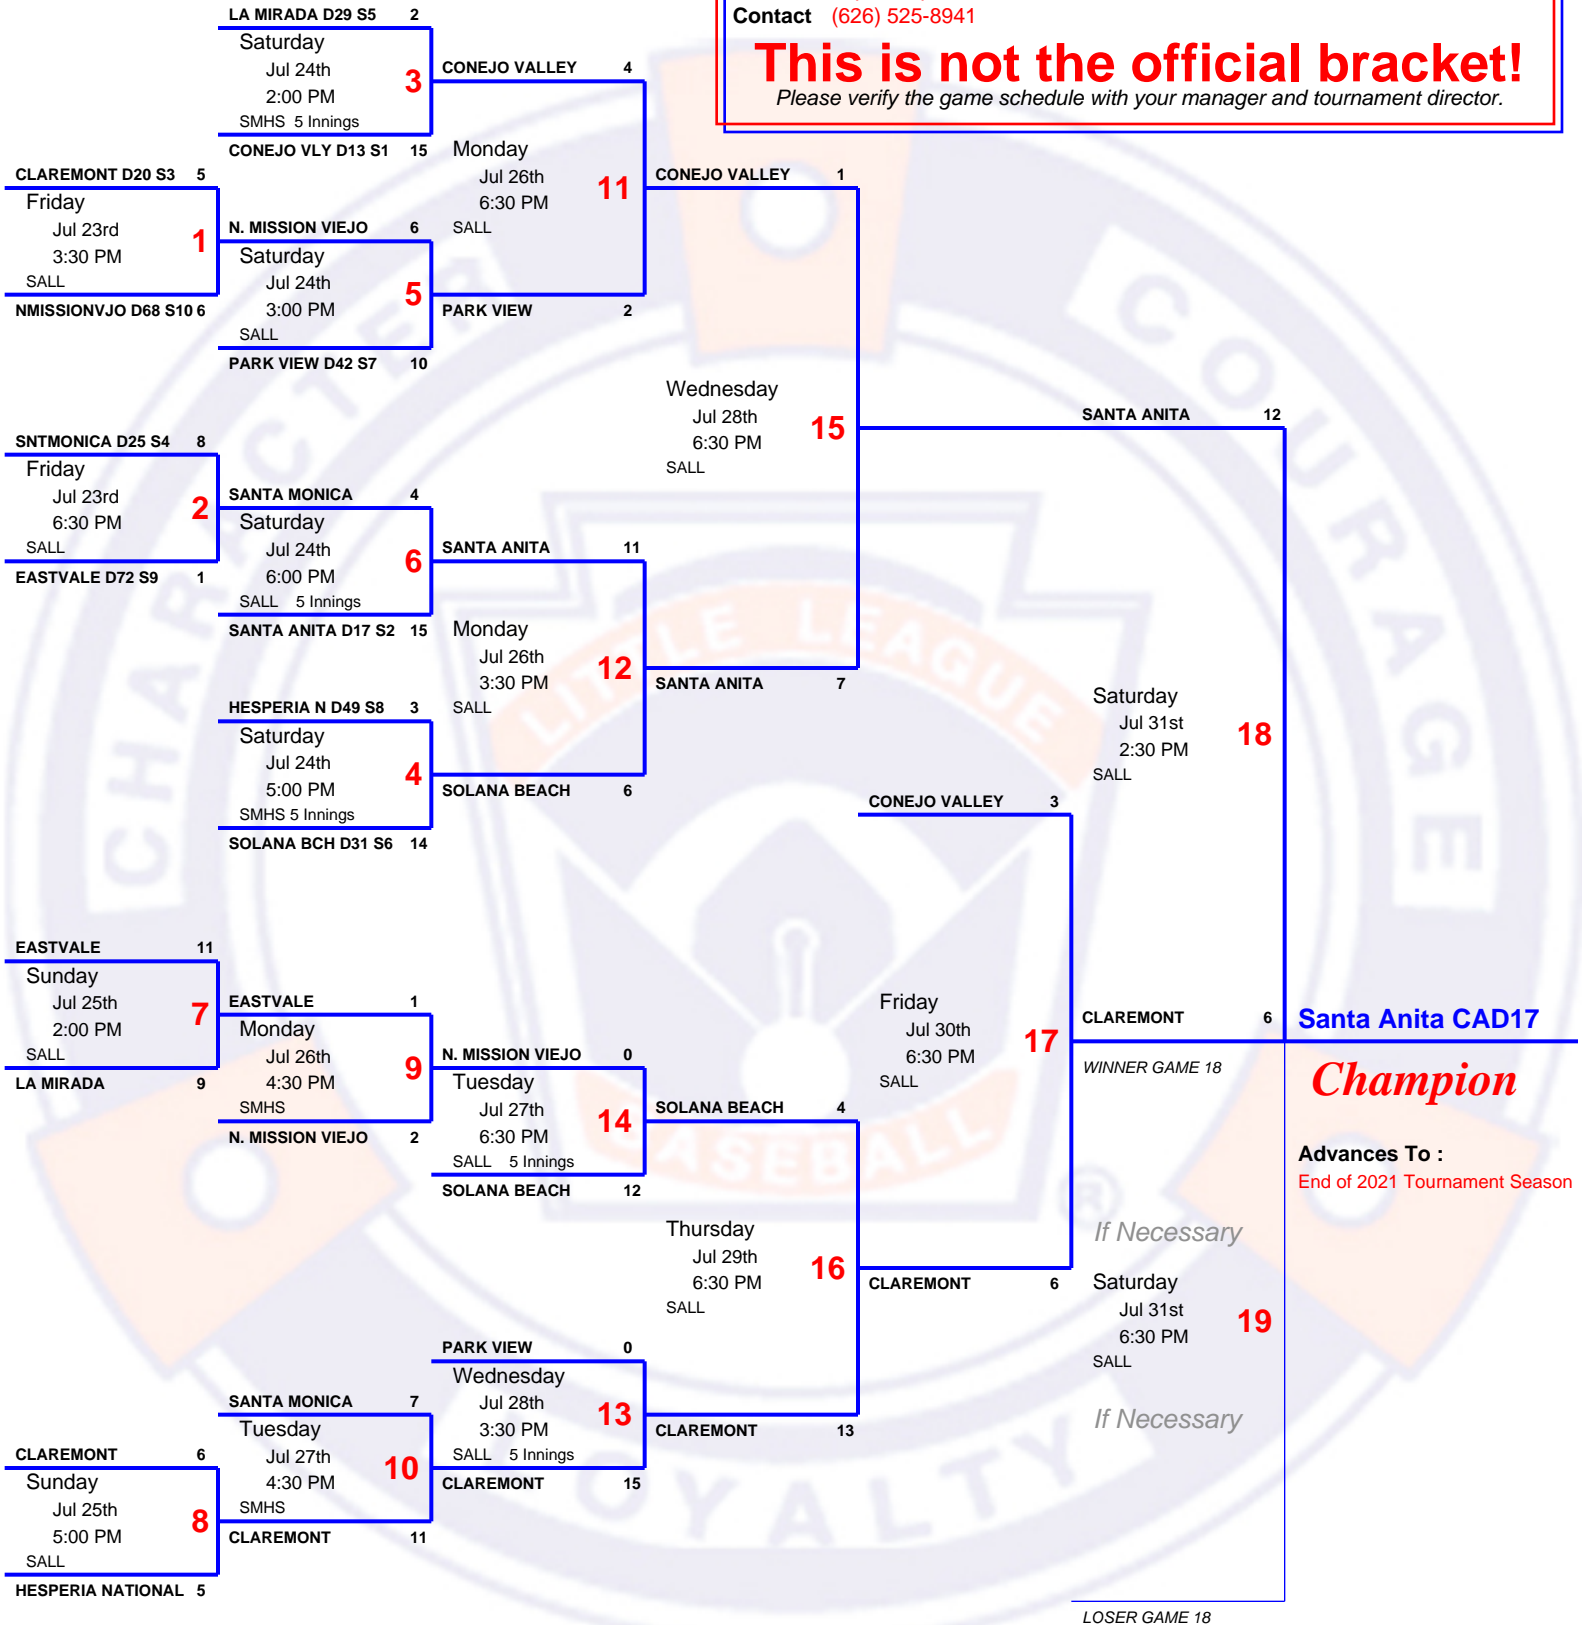 Contact (626) 525-8941
This is not the official bracket!
Please verify the game schedule with your manager and tournament director.
LA MIRADA D29 S5 2
Saturday
Jul 24th
2:00 PM
3
SMHS 5 Innings
CONEJO VLY D13 S1 15
CLAREMONT D20 S3 5
Friday
Jul 23rd
3:30 PM
1
SALL
NMISSIONVJO D68 S10 6
N. MISSION VIEJO 6
Saturday
Jul 24th
3:00 PM
5
SALL
PARK VIEW D42 S7 10
CONEJO VALLEY 4
Monday
Jul 26th
6:30 PM
11
SALL
PARK VIEW 2
SNTMONICA D25 S4 8
Friday
Jul 23rd
6:30 PM
2
SALL
EASTVALE D72 S9 1
SANTA MONICA 4
Saturday
Jul 24th
6:00 PM
6
SALL 5 Innings
SANTA ANITA D17 S2 15
HESPERIA N D49 S8 3
Saturday
Jul 24th
5:00 PM
4
SMHS 5 Innings
SOLANA BCH D31 S6 14
SANTA ANITA 11
Monday
Jul 26th
3:30 PM
12
SALL
SOLANA BEACH 6
CONEJO VALLEY 1
Wednesday
Jul 28th
6:30 PM
15
SALL
SANTA ANITA 7
EASTVALE 11
Sunday
Jul 25th
2:00 PM
7
SALL
LA MIRADA 9
EASTVALE 1
Monday
Jul 26th
4:30 PM
9
SMHS
N. MISSION VIEJO 2
N. MISSION VIEJO 0
Tuesday
Jul 27th
6:30 PM
14
SALL 5 Innings
SOLANA BEACH 12
CLAREMONT 6
Sunday
Jul 25th
5:00 PM
8
SALL
HESPERIA NATIONAL 5
SANTA MONICA 7
Tuesday
Jul 27th
4:30 PM
10
SMHS
CLAREMONT 11
PARK VIEW 0
Wednesday
Jul 28th
3:30 PM
13
SALL 5 Innings
CLAREMONT 15
SOLANA BEACH 4
Thursday
Jul 29th
6:30 PM
16
SALL
CLAREMONT 13
CONEJO VALLEY 3
Friday
Jul 30th
6:30 PM
17
SALL
CLAREMONT 6
SANTA ANITA 12
Saturday
Jul 31st
2:30 PM
18
SALL
CLAREMONT 6
WINNER GAME 18
If Necessary
Saturday
Jul 31st
6:30 PM
19
SALL
If Necessary
LOSER GAME 18
Santa Anita CAD17
Champion
Advances To :
End of 2021 Tournament Season
CHARACTER
COURAGE
LOYALTY
LITTLE LEAGUE
BASEBALL
®